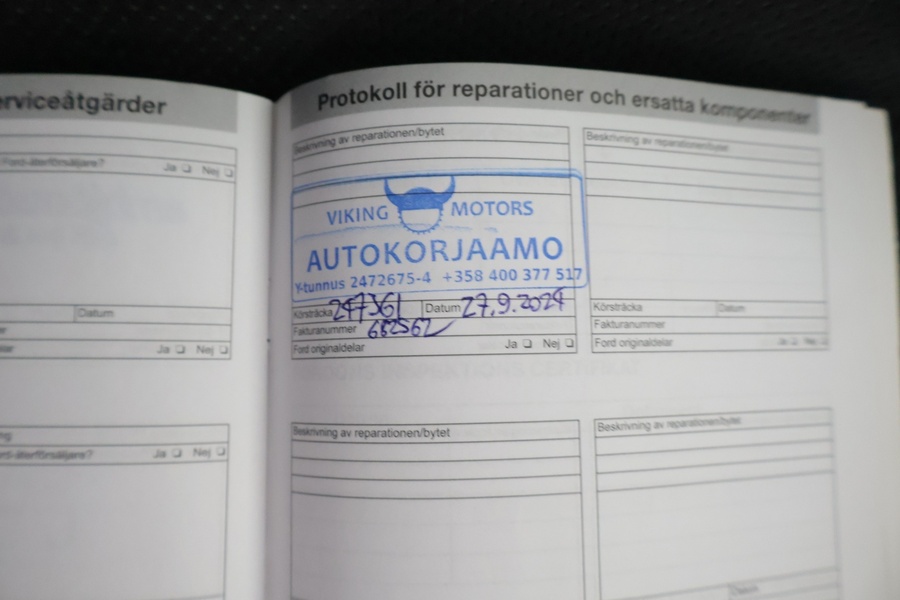 erviceåtgärder
Ford-återförsäljare?
Ja Nej
Datum
Ja Nej
Ja Nej
Protokoll för reparationer och ersatta komponenter
Beskrivning av reparationen/bytet
VIKING MOTORS
AUTOKORJAAMO
Y-tunnus 2472675-4 +358 400 377 517
Körsträcka 247361 Datum 27.9.2024
Fakturanummer 682562
Ford originaldelar Ja Nej
Beskrivning av reparationen/bytet
Körsträcka Datum
Fakturanummer
Ford originaldelar Ja Nej
Beskrivning av reparationen/bytet
Beskrivning av reparationen/bytet
Datum